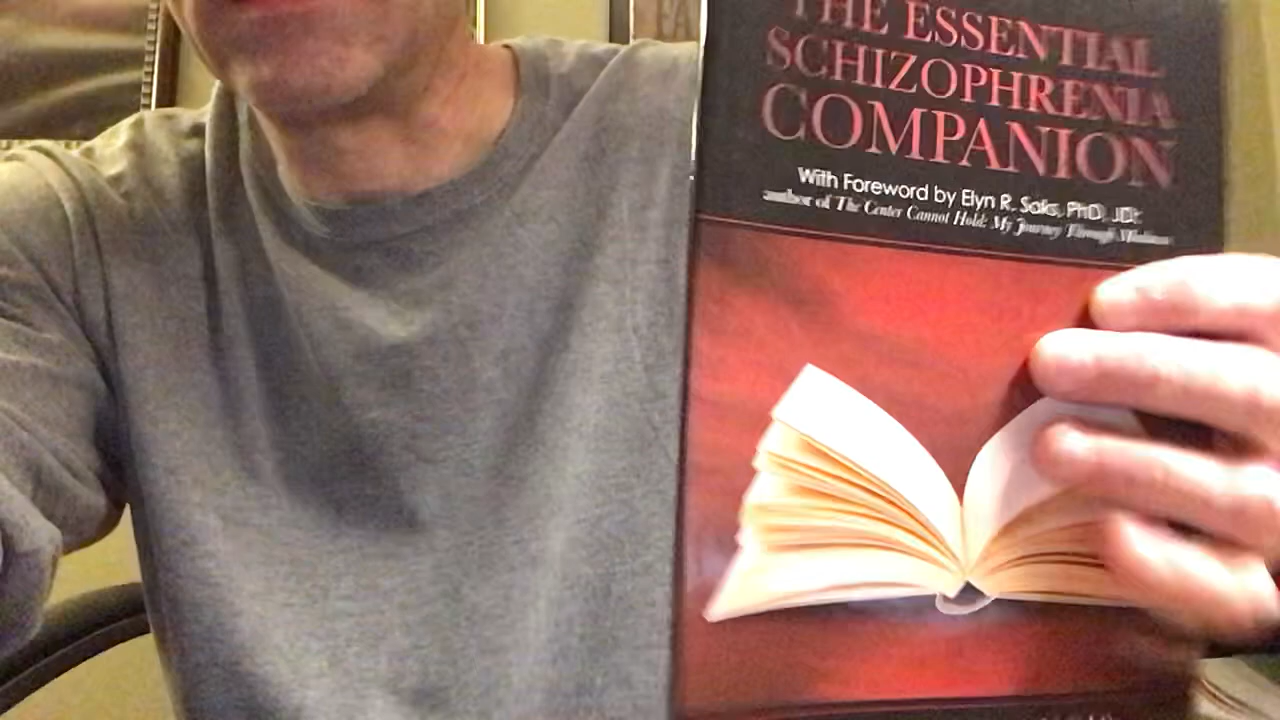 THE ESSENTIAL
SCHIZOPHRENIA
COMPANION
With Foreword by Elyn R. Saks, PhD, JD;
author of The Center Cannot Hold: My Journey Through Madness